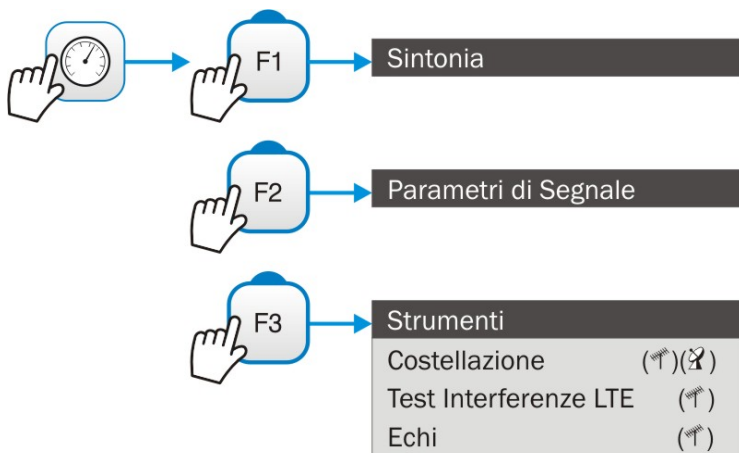 F1
Sintonia
F2
Parametri di Segnale
F3
Strumenti
Costellazione
Test Interferenze LTE
Echi